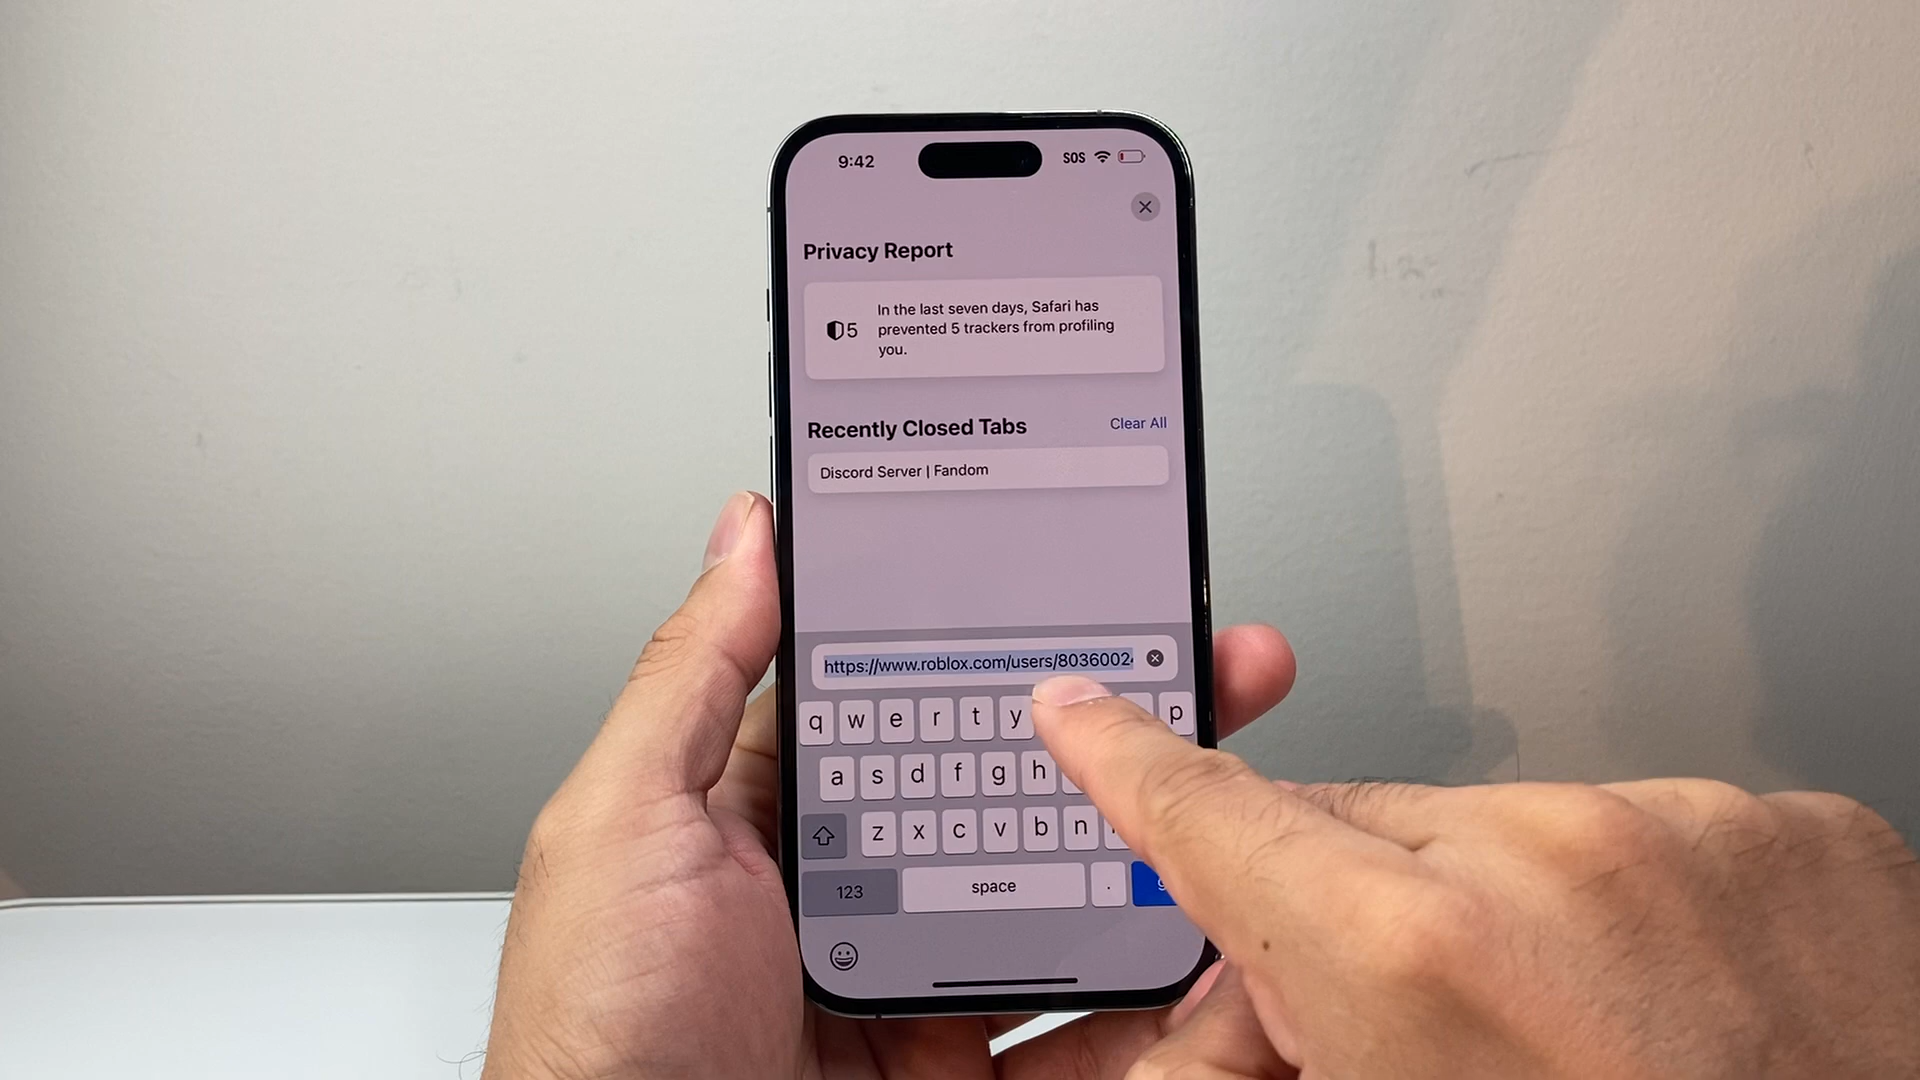 9:42
SOS
Privacy Report
5
In the last seven days, Safari has
prevented 5 trackers from profiling
you.
Recently Closed Tabs
Clear All
Discord Server | Fandom
https://www.roblox.com/users/8036002
q w e r t y p
a s d f g h
z x c v b n
123 space .